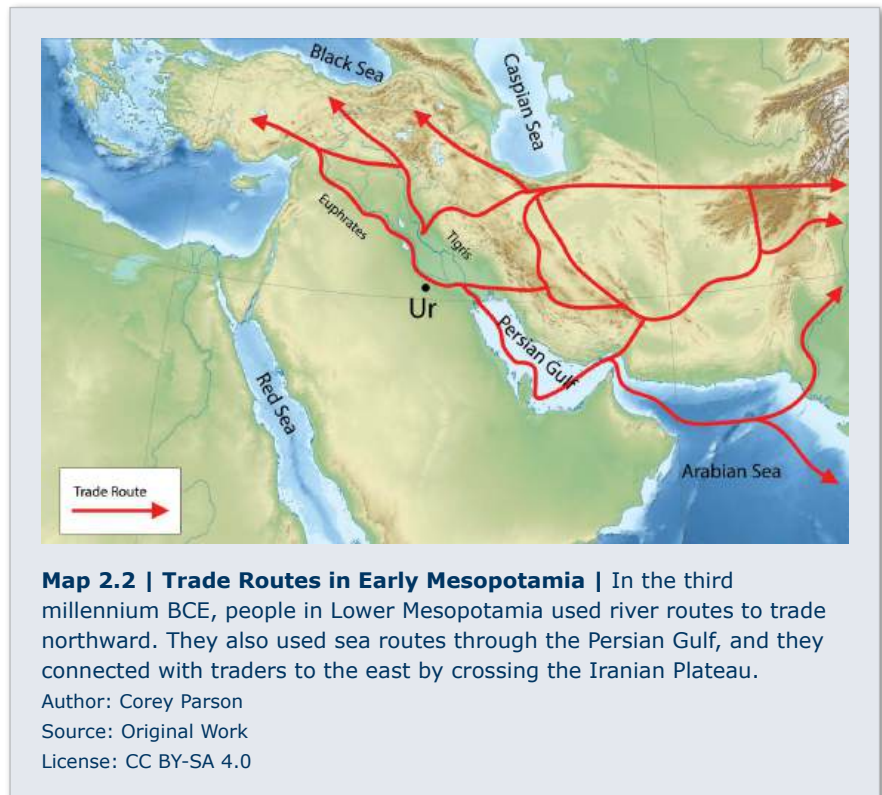 Black Sea
Caspian Sea
Euphrates
Tigris
Ur
Persian Gulf
Red Sea
Arabian Sea
Trade Route
Map 2.2 | Trade Routes in Early Mesopotamia | In the third
millennium BCE, people in Lower Mesopotamia used river routes to trade
northward. They also used sea routes through the Persian Gulf, and they
connected with traders to the east by crossing the Iranian Plateau.
Author: Corey Parson
Source: Original Work
License: CC BY-SA 4.0